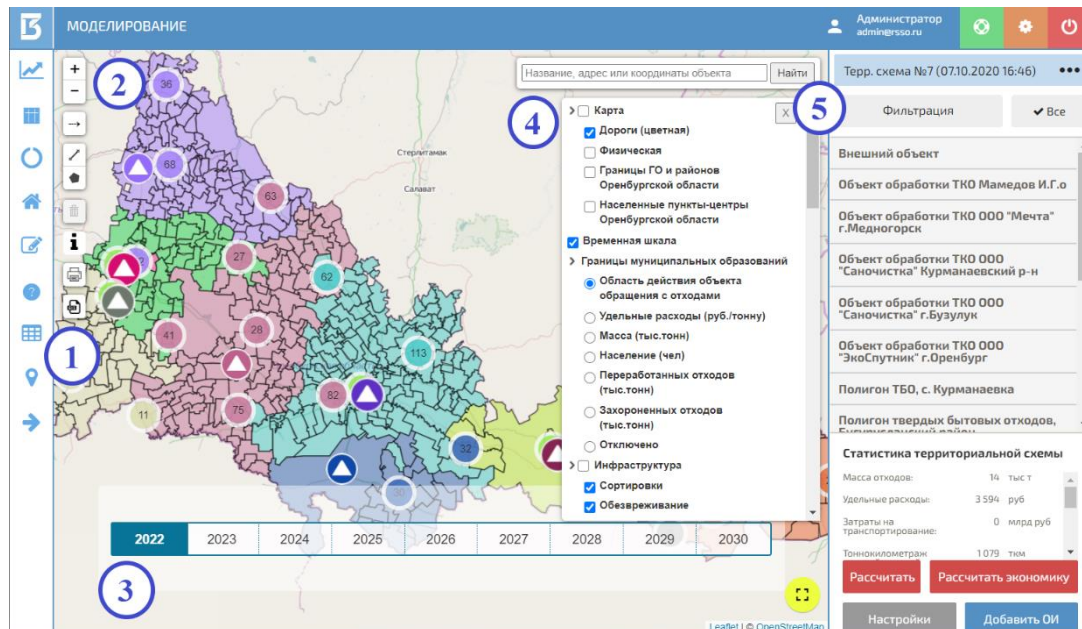 МОДЕЛИРОВАНИЕ
Администратор
admin@rsso.ru
1
2
3
4
5
+
−
36
68
63
27
62
41
28
113
82
75
11
32
30
Стерлитамак
Салават
Название, адрес или координаты объекта
Найти
X
Карта
Дороги (цветная)
Физическая
Границы ГО и районов
Оренбургской области
Населенные пункты-центры
Оренбургской области
Временная шкала
Границы муниципальных образований
Область действия объекта
обращения с отходами
Удельные расходы (руб./тонну)
Масса (тыс.тонн)
Население (чел)
Переработанных отходов
(тыс.тонн)
Захороненных отходов
(тыс.тонн)
Отключено
Инфраструктура
Сортировки
Обезвреживание
2022 2023 2024 2025 2026 2027 2028 2029 2030
Leaflet | © OpenStreetMap
Терр. схема №7 (07.10.2020 16:46)
Фильтрация
Все
Внешний объект
Объект обработки ТКО Мамедов И.Г.о
Объект обработки ТКО ООО "Мечта"
г.Медногорск
Объект обработки ТКО ООО
"Саночистка" Курманаевский р-н
Объект обработки ТКО ООО
"Саночистка" г.Бузулук
Объект обработки ТКО ООО
"ЭкоСпутник" г.Оренбург
Полигон ТБО, с. Курманаевка
Полигон твердых бытовых отходов,
Бугурусланский район
Статистика территориальной схемы
Масса отходов: 14 тыс т
Удельные расходы: 3 594 руб
Затраты на
транспортирование: 0 млрд руб
Тоннокилометраж 1 079 ткм
Рассчитать
Рассчитать экономику
Настройки
Добавить ОИ